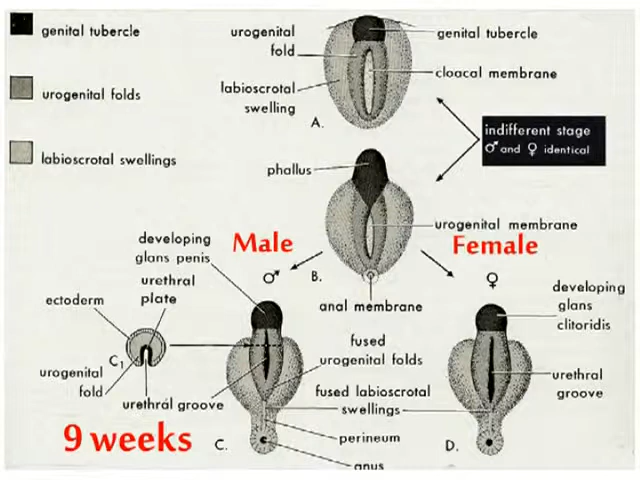 genital tubercle
urogenital folds
labioscrotal swellings
urogenital
fold
labioscrotal
swelling
genital tubercle
cloacal membrane
A.
indifferent stage
♂ and ♀ identical
phallus
urogenital membrane
B.
anal membrane
Male
Female
♂
♀
developing
glans penis
urethral
plate
ectoderm
C1
urogenital
fold
urethral groove
fused
urogenital folds
fused labioscrotal
swellings
perineum
anus
C.
9 weeks
developing
glans
clitoridis
urethral
groove
D.